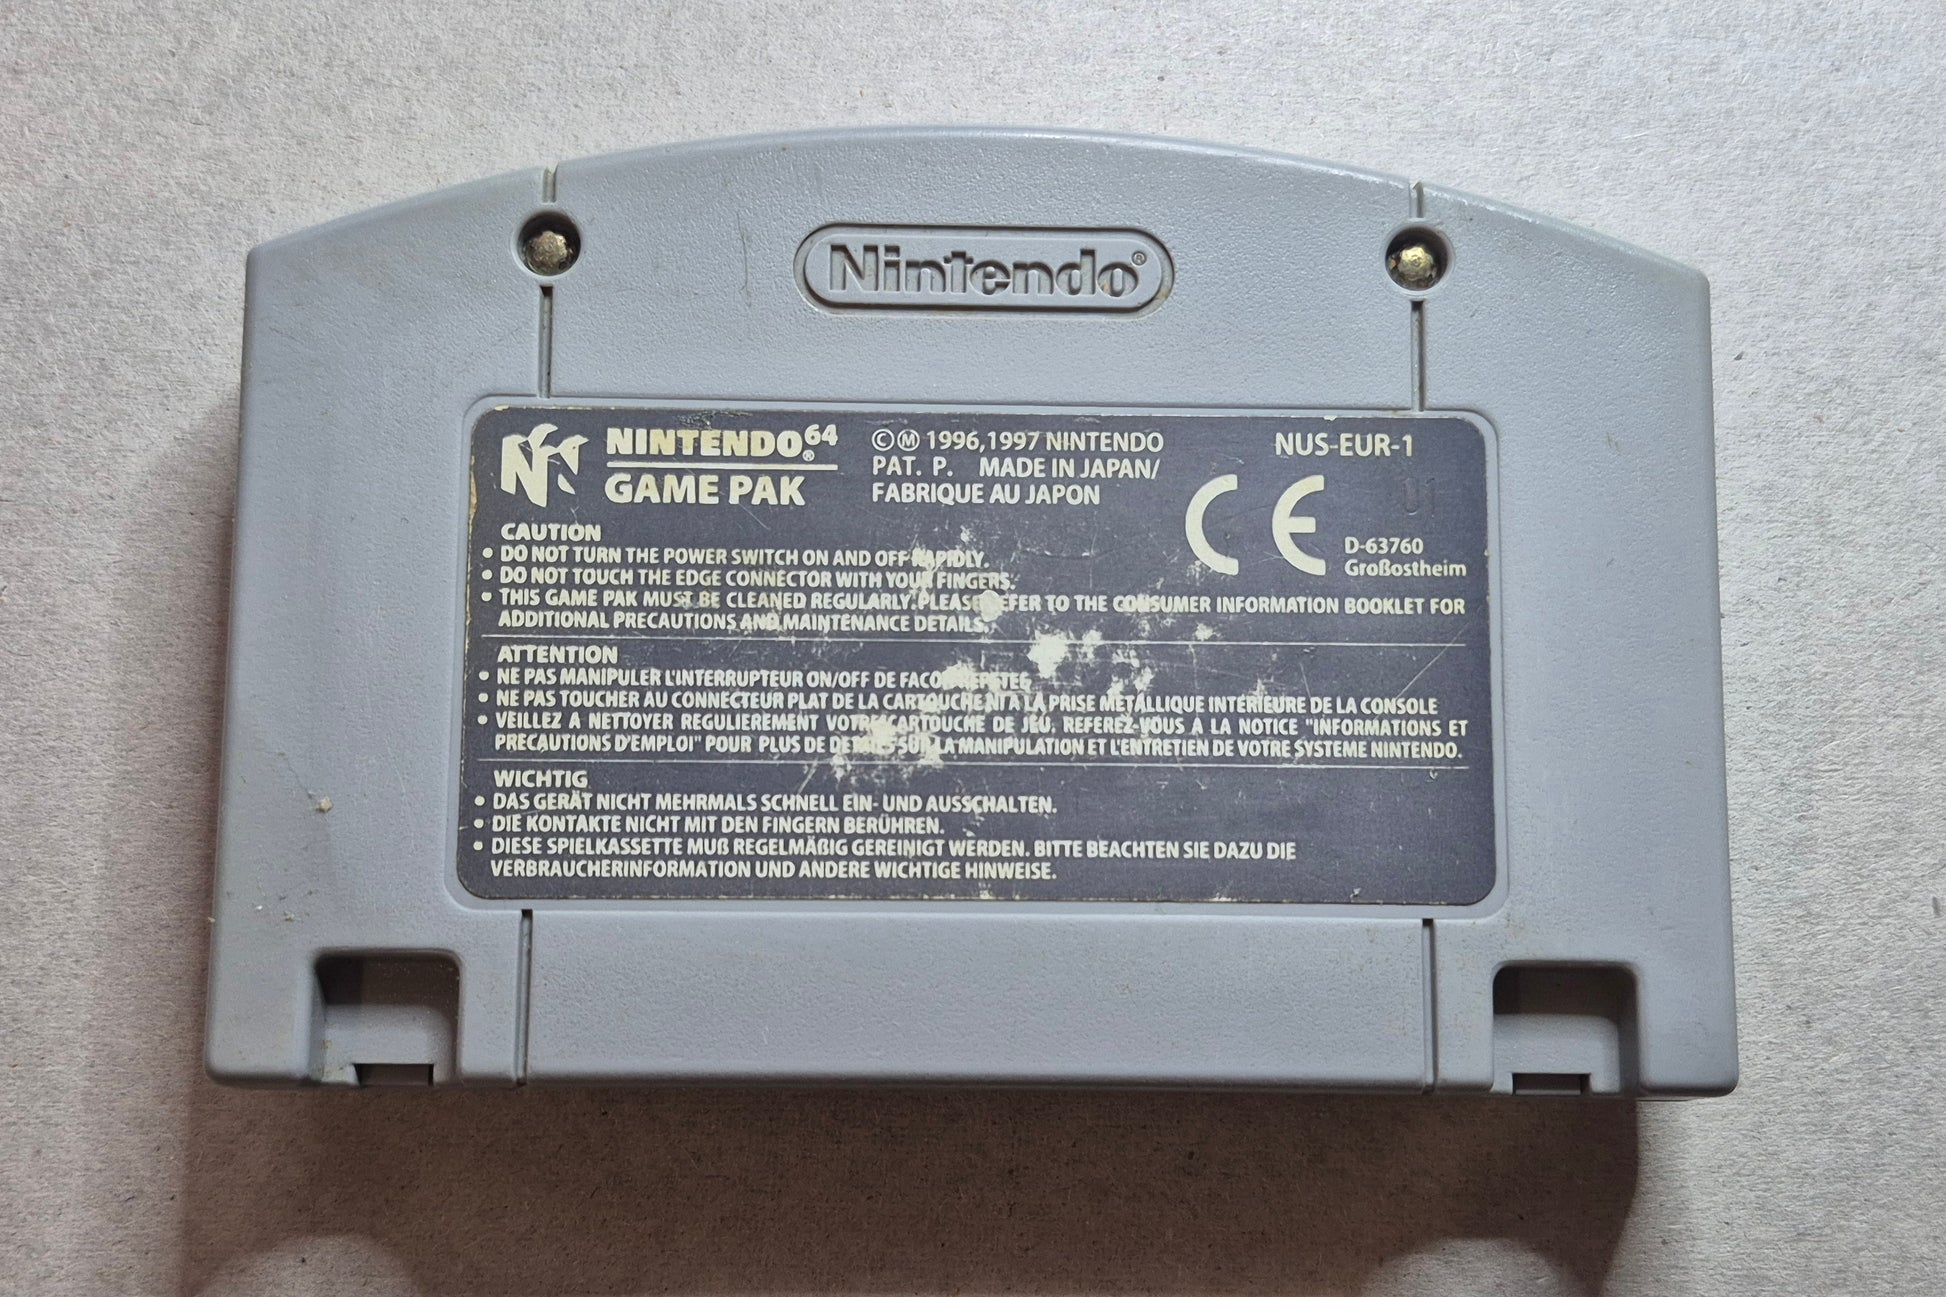 Nintendo®
NINTENDO64®
GAME PAK
©Ⓜ 1996,1997 NINTENDO
PAT. P. MADE IN JAPAN/
FABRIQUE AU JAPON
NUS-EUR-1
CE
01
D-63760
Großostheim
CAUTION
• DO NOT TURN THE POWER SWITCH ON AND OFF RAPIDLY.
• DO NOT TOUCH THE EDGE CONNECTOR WITH YOUR FINGERS.
• THIS GAME PAK MUST BE CLEANED REGULARLY. PLEASE REFER TO THE CONSUMER INFORMATION BOOKLET FOR
ADDITIONAL PRECAUTIONS AND MAINTENANCE DETAILS.
ATTENTION
• NE PAS MANIPULER L'INTERRUPTEUR ON/OFF DE FACON REPETEE
• NE PAS TOUCHER AU CONNECTEUR PLAT DE LA CARTOUCHE NI A LA PRISE METALLIQUE INTERIEURE DE LA CONSOLE
• VEILLEZ A NETTOYER REGULIEREMENT VOTRE CARTOUCHE DE JEU. REFEREZ-VOUS A LA NOTICE "INFORMATIONS ET
PRECAUTIONS D'EMPLOI" POUR PLUS DE DETAILS SUR LA MANIPULATION ET L'ENTRETIEN DE VOTRE SYSTEME NINTENDO.
WICHTIG
• DAS GERÄT NICHT MEHRMALS SCHNELL EIN- UND AUSSCHALTEN.
• DIE KONTAKTE NICHT MIT DEN FINGERN BERÜHREN.
• DIESE SPIELKASSETTE MUß REGELMÄßIG GEREINIGT WERDEN. BITTE BEACHTEN SIE DAZU DIE
VERBRAUCHERINFORMATION UND ANDERE WICHTIGE HINWEISE.